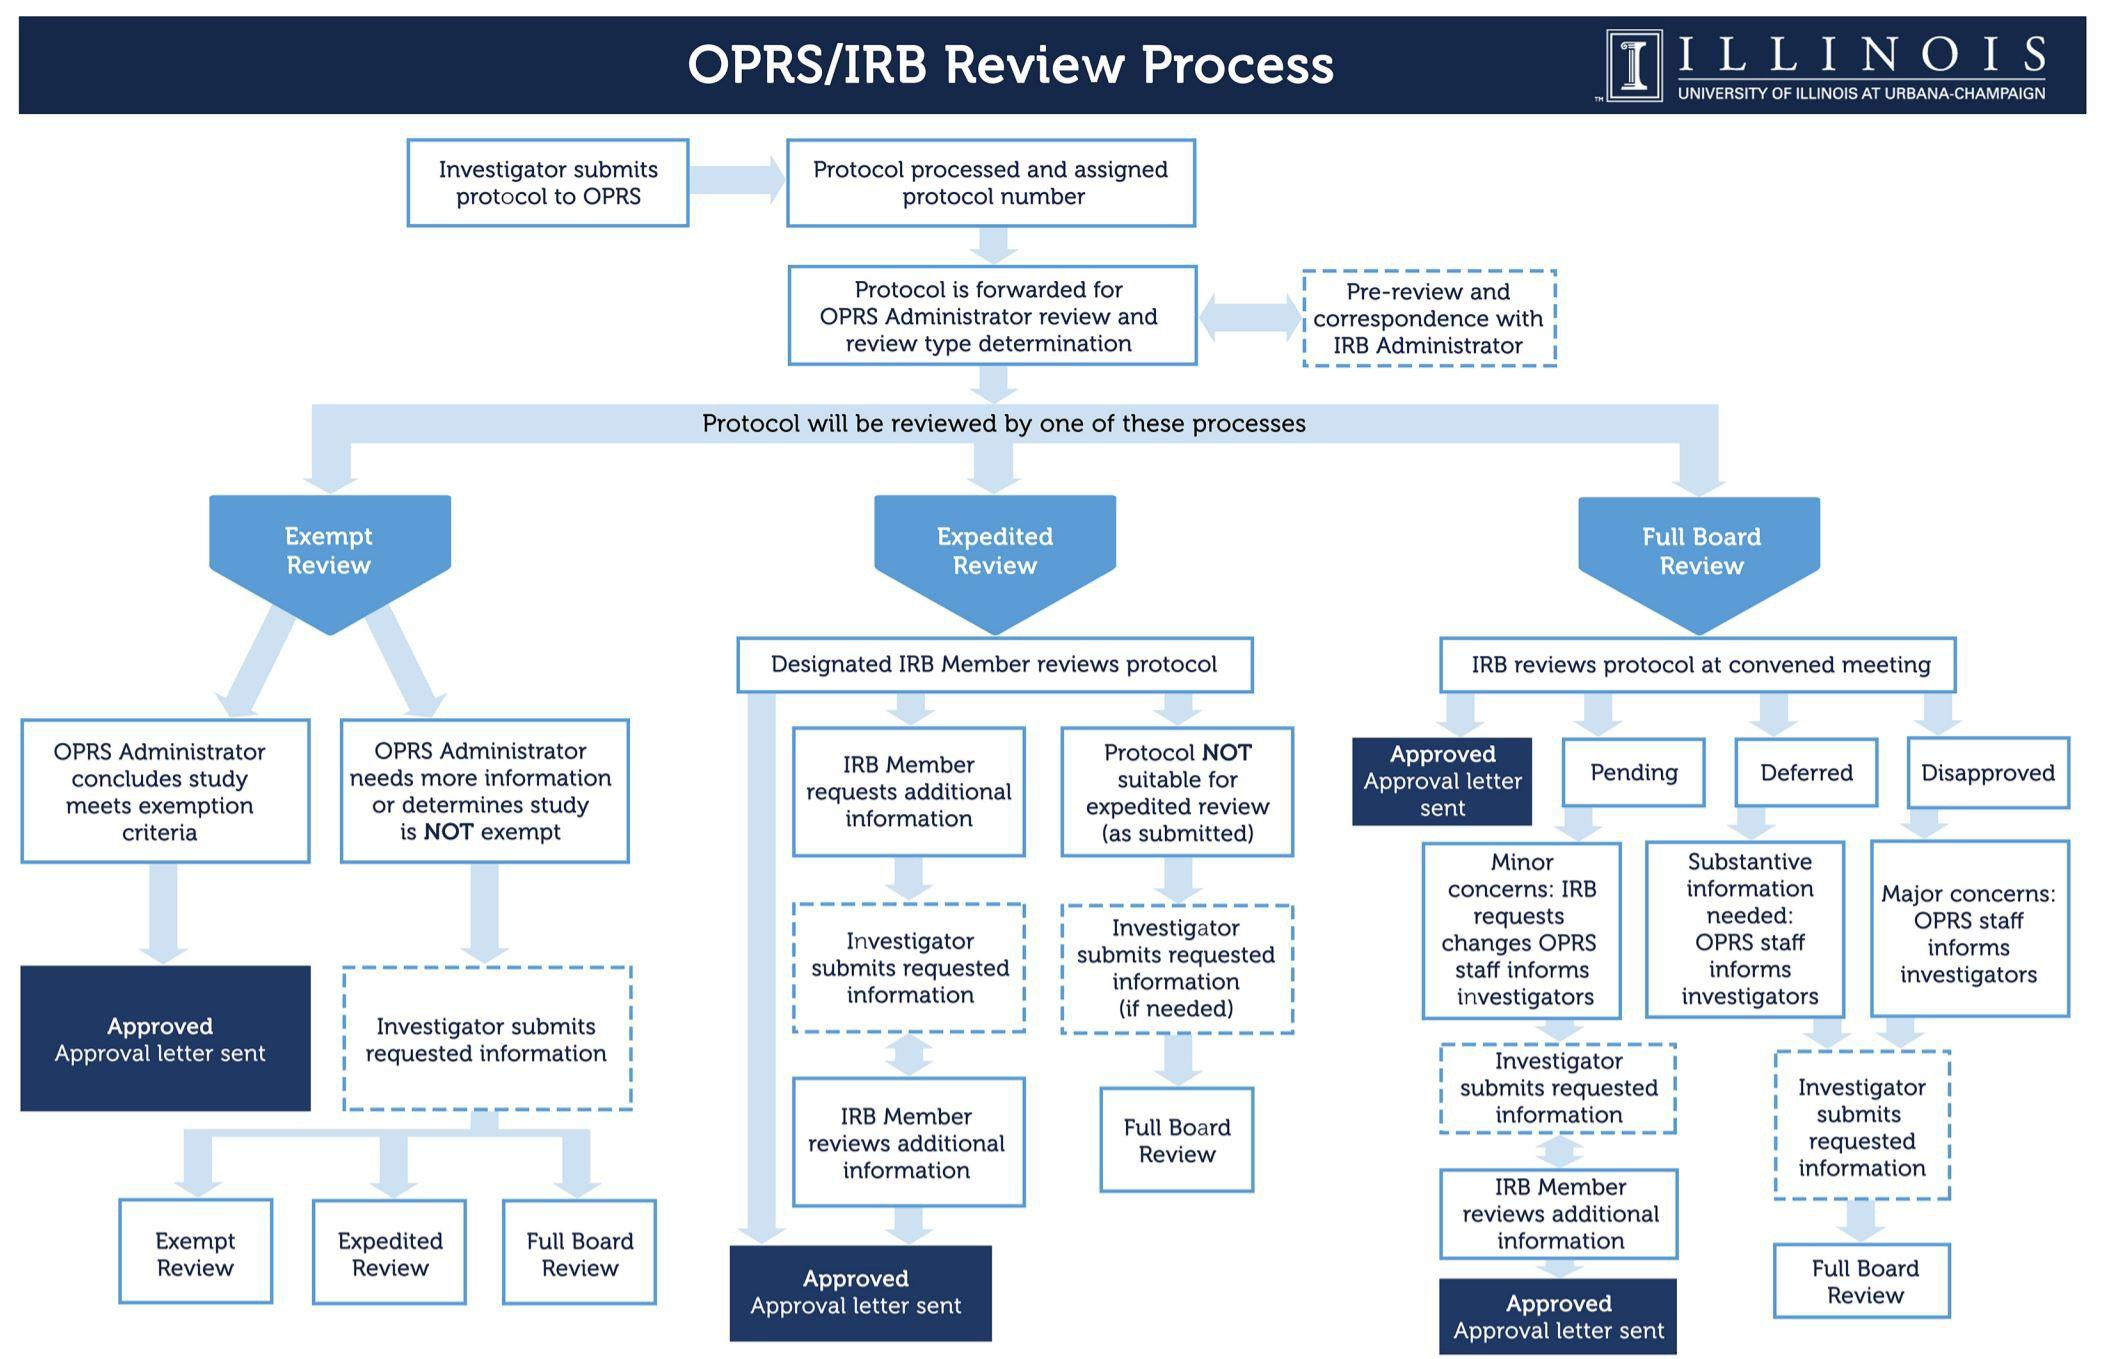 OPRS/IRB Review Process
ILLINOIS
UNIVERSITY OF ILLINOIS AT URBANA-CHAMPAIGN
TM
Investigator submits
protocol to OPRS
Protocol processed and assigned
protocol number
Protocol is forwarded for
OPRS Administrator review and
review type determination
Pre-review and
correspondence with
IRB Administrator
Protocol will be reviewed by one of these processes
Exempt
Review
OPRS Administrator
concludes study
meets exemption
criteria
OPRS Administrator
needs more information
or determines study
is NOT exempt
Approved
Approval letter sent
Investigator submits
requested information
Exempt
Review
Expedited
Review
Full Board
Review
Expedited
Review
Designated IRB Member reviews protocol
IRB Member
requests additional
information
Protocol NOT
suitable for
expedited review
(as submitted)
Investigator
submits requested
information
Investigator
submits requested
information
(if needed)
IRB Member
reviews additional
information
Full Board
Review
Approved
Approval letter sent
Full Board
Review
IRB reviews protocol at convened meeting
Approved
Approval letter
sent
Pending
Deferred
Disapproved
Minor
concerns: IRB
requests
changes OPRS
staff informs
investigators
Substantive
information
needed:
OPRS staff
informs
investigators
Major concerns:
OPRS staff
informs
investigators
Investigator
submits requested
information
Investigator
submits
requested
information
IRB Member
reviews additional
information
Full Board
Review
Approved
Approval letter sent